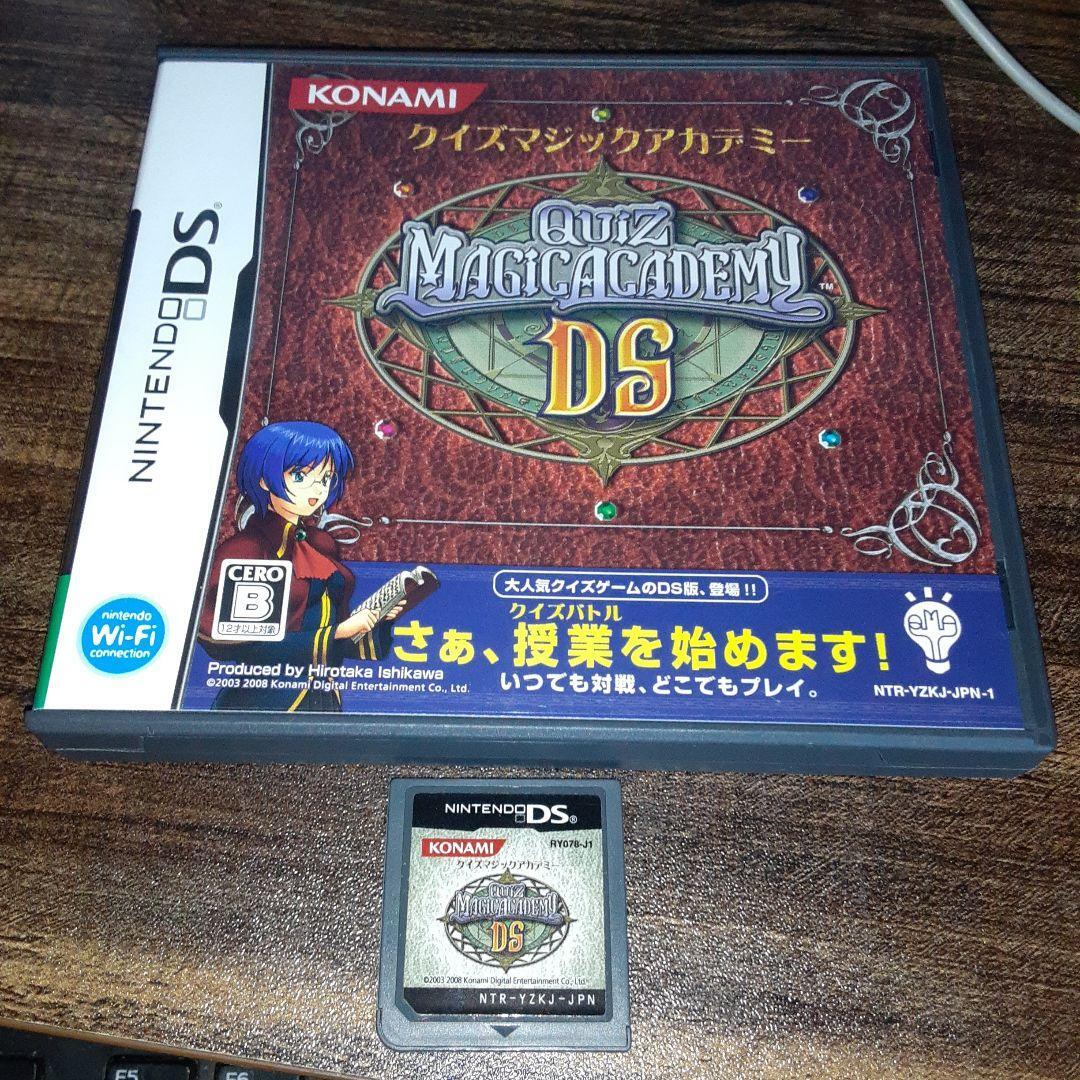 KONAMI
クイズマジックアカデミー
QUIZ
MAGICACADEMY™
DS
NINTENDO DS®
CERO
B
12才以上対象
nintendo
Wi-Fi
connection
大人気クイズゲームのDS版、登場!!
クイズバトル
さぁ、授業を始めます!
いつでも対戦、どこでもプレイ。
Produced by Hirotaka Ishikawa
©2003 2008 Konami Digital Entertainment Co., Ltd.
NTR-YZKJ-JPN-1
NINTENDO DS®
KONAMI
RY078-J1
クイズマジックアカデミー
QUIZ
MAGICACADEMY
DS
©2003 2008 Konami Digital Entertainment Co., Ltd.
NTR-YZKJ-JPN
F5
F6